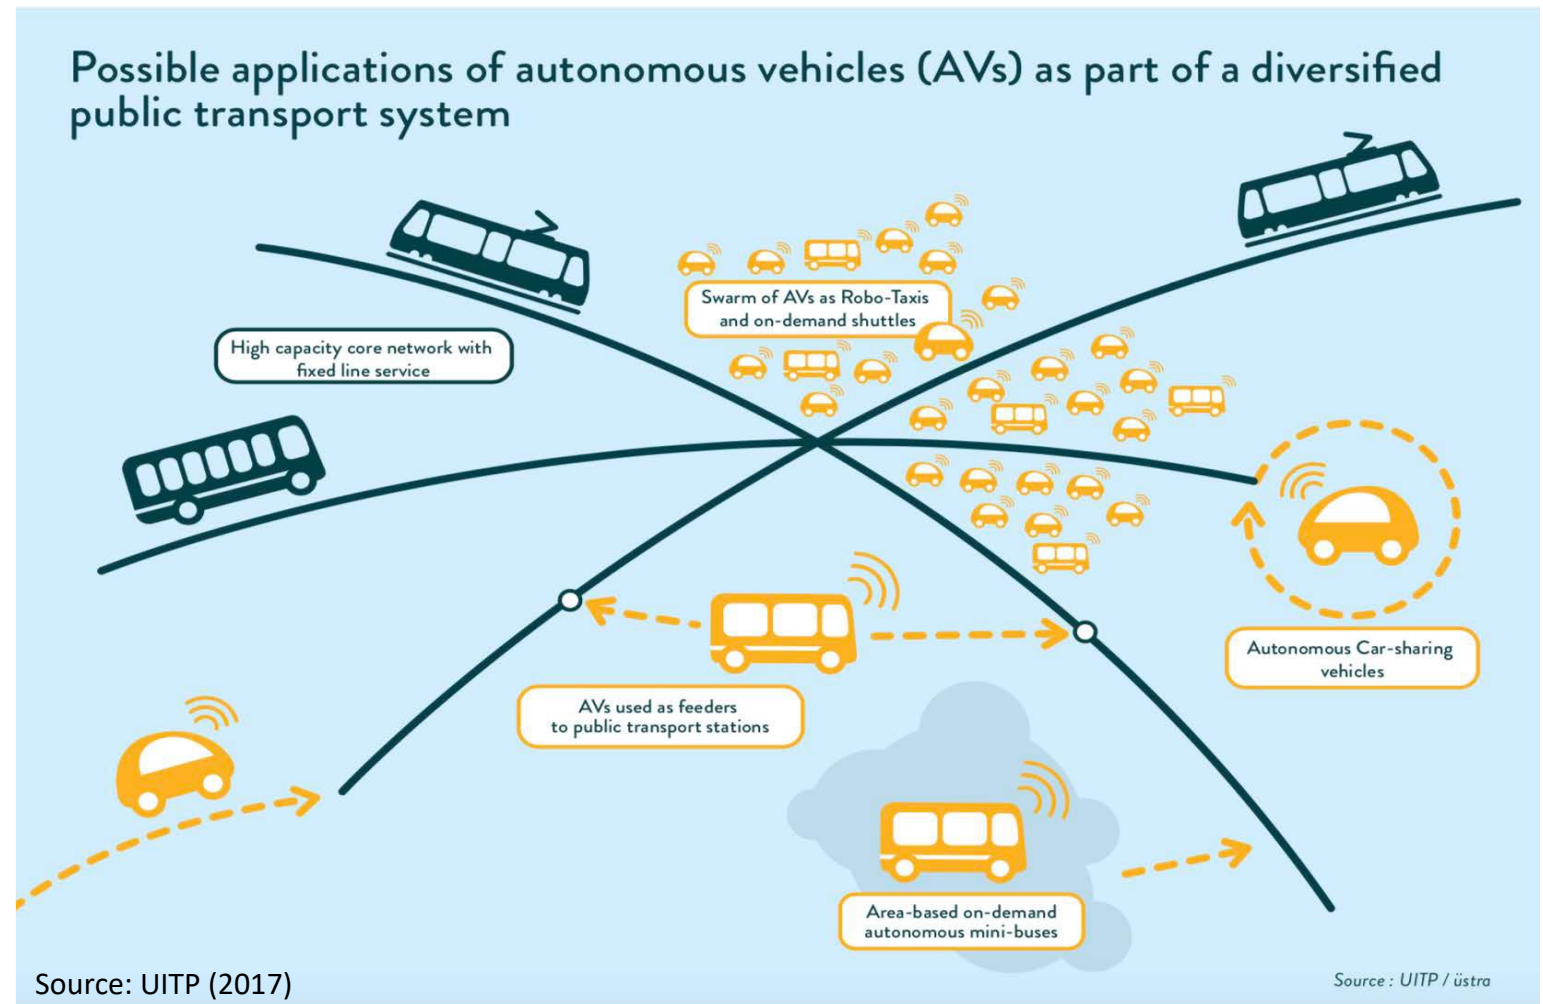 Possible applications of autonomous vehicles (AVs) as part of a diversified
public transport system
Swarm of AVs as Robo-Taxis
and on-demand shuttles
High capacity core network with
fixed line service
Autonomous Car-sharing
vehicles
AVs used as feeders
to public transport stations
Area-based on-demand
autonomous mini-buses
Source: UITP (2017)
Source : UITP / üstra